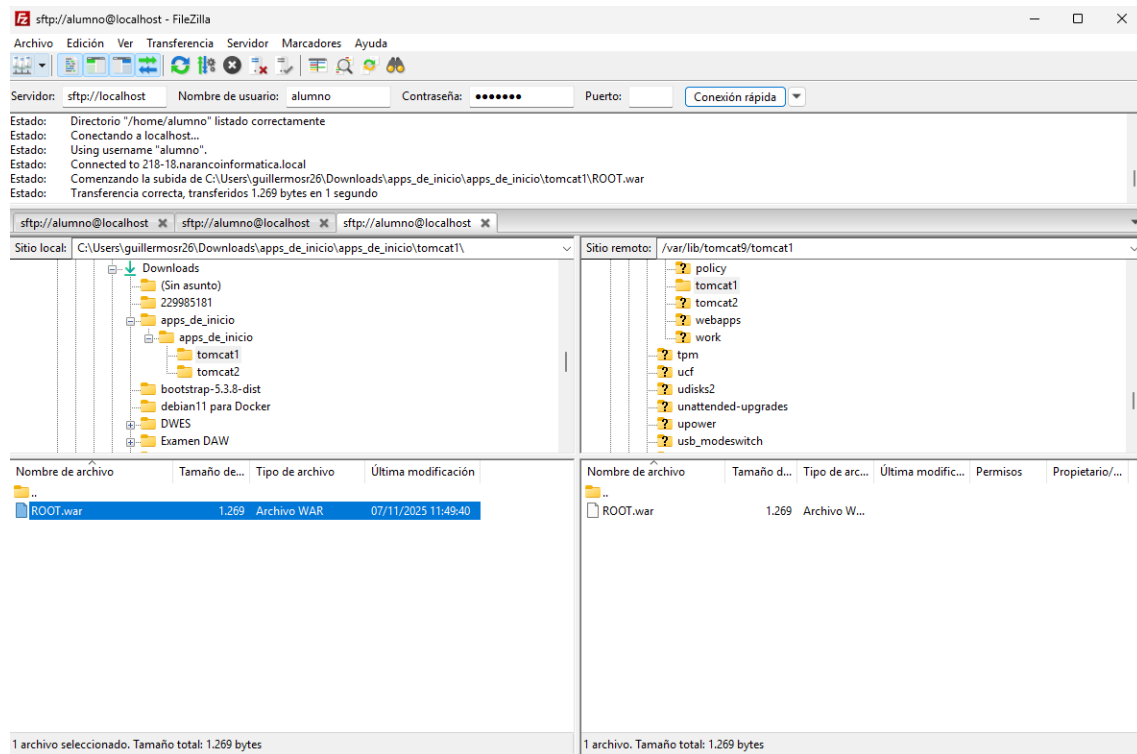 sftp://alumno@localhost - FileZilla
Archivo Edición Ver Transferencia Servidor Marcadores Ayuda
Servidor: sftp://localhost Nombre de usuario: alumno Contraseña: ●●●●●●● Puerto: Conexión rápida
Estado: Directorio "/home/alumno" listado correctamente
Estado: Conectando a localhost...
Estado: Using username "alumno".
Estado: Connected to 218-18.narancoinformatica.local
Estado: Comenzando la subida de C:\Users\guillermosr26\Downloads\apps_de_inicio\apps_de_inicio\tomcat1\ROOT.war
Estado: Transferencia correcta, transferidos 1.269 bytes en 1 segundo
sftp://alumno@localhost sftp://alumno@localhost sftp://alumno@localhost
Sitio local: C:\Users\guillermosr26\Downloads\apps_de_inicio\apps_de_inicio\tomcat1\
Downloads
(Sin asunto)
229985181
apps_de_inicio
apps_de_inicio
tomcat1
tomcat2
bootstrap-5.3.8-dist
debian11 para Docker
DWES
Examen DAW
Sitio remoto: /var/lib/tomcat9/tomcat1
policy
tomcat1
tomcat2
webapps
work
tpm
ucf
udisks2
unattended-upgrades
upower
usb_modeswitch
Nombre de archivo Tamaño de... Tipo de archivo Última modificación
..
ROOT.war 1.269 Archivo WAR 07/11/2025 11:49:40
1 archivo seleccionado. Tamaño total: 1.269 bytes
Nombre de archivo Tamaño d... Tipo de arc... Última modific... Permisos Propietario/...
..
ROOT.war 1.269 Archivo W...
1 archivo. Tamaño total: 1.269 bytes